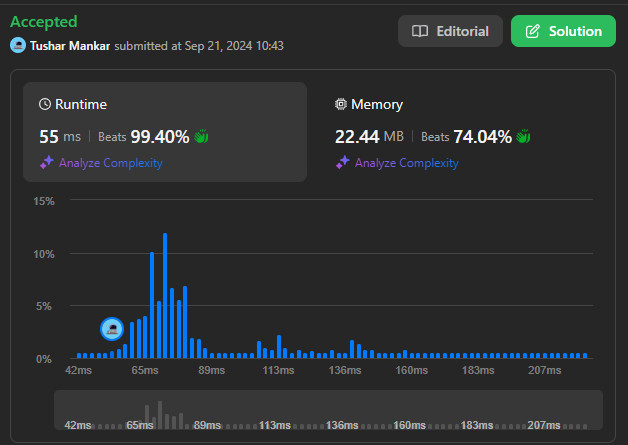 Accepted
Tushar Mankar submitted at Sep 21, 2024 10:43
Editorial
Solution
Runtime
55 ms Beats 99.40%
Analyze Complexity
Memory
22.44 MB Beats 74.04%
Analyze Complexity
15%
10%
5%
0%
42ms 65ms 89ms 113ms 136ms 160ms 183ms 207ms
42ms 65ms 89ms 113ms 136ms 160ms 183ms 207ms